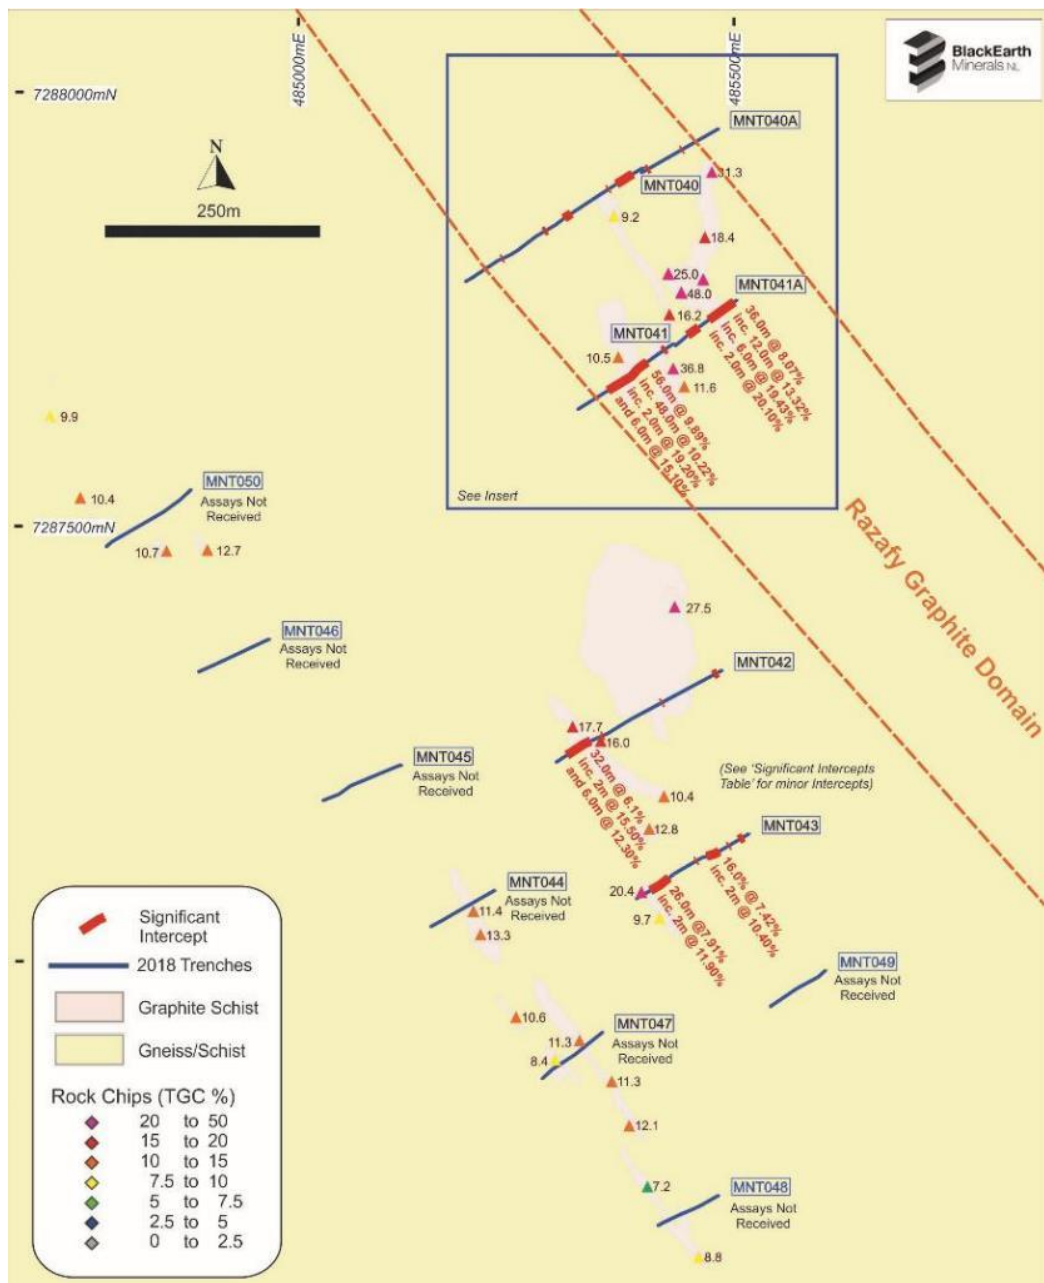 485000mE
485500mE
BlackEarth
Minerals NL
7288000mN
N
250m
MNT040A
MNT040
31.3
9.2
18.4
25.0
48.0
MNT041A
16.2
MNT041
10.5
36.8
11.6
36.0m @ 8.07%
inc. 12.0m @ 13.32%
inc. 6.0m @ 19.43%
inc. 2.0m @ 20.10%
56.0m @ 9.89%
inc. 48.0m @ 10.22%
inc. 2.0m @ 19.20%
and 6.0m @ 15.10%
See Insert
9.9
MNT050
Assays Not
Received
10.4
7287500mN
10.7
12.7
Razafy Graphite Domain
27.5
MNT046
Assays Not
Received
MNT042
17.7
16.0
32.0m @ 6.1%
inc. 2m @ 15.50%
and 6.0m @ 12.30%
MNT045
Assays Not
Received
(See 'Significant Intercepts
Table' for minor Intercepts)
10.4
12.8
MNT043
16.0% @ 7.42%
inc. 2m @ 10.40%
20.4
26.0m @7.91%
inc. 2m @ 11.90%
9.7
MNT044
Assays Not
Received
11.4
13.3
MNT049
Assays Not
Received
10.6
MNT047
Assays Not
Received
11.3
8.4
11.3
12.1
7.2
MNT048
Assays Not
Received
8.8
Significant
Intercept
2018 Trenches
Graphite Schist
Gneiss/Schist
Rock Chips (TGC %)
20 to 50
15 to 20
10 to 15
7.5 to 10
5 to 7.5
2.5 to 5
0 to 2.5